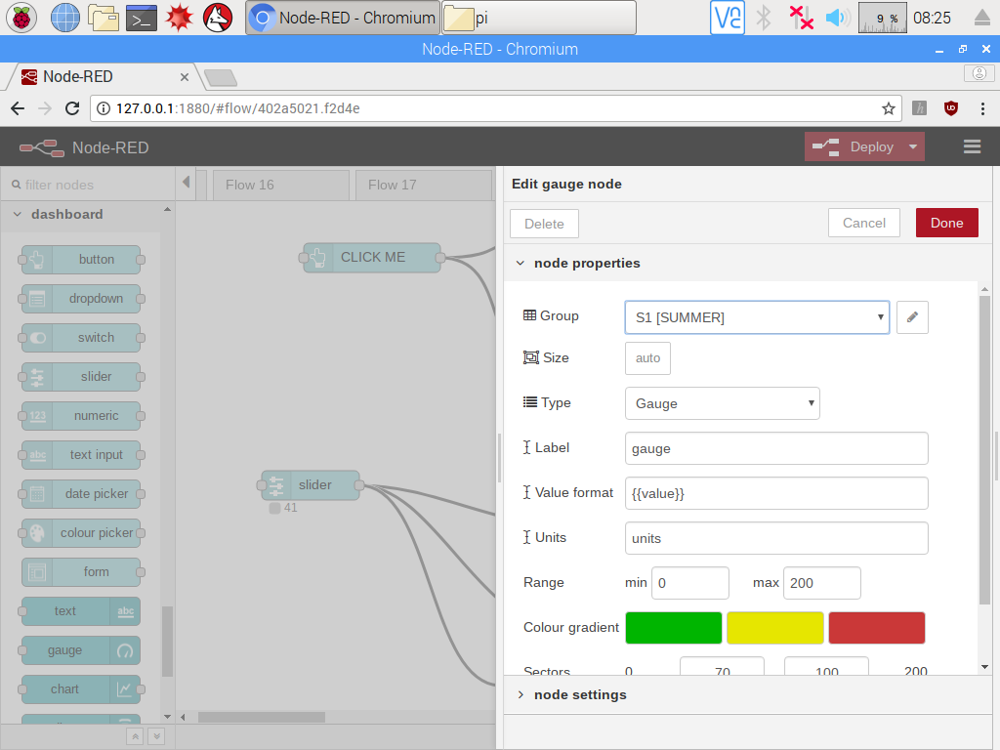 Node-RED - Chromium
pi
9 %
08:25
Node-RED - Chromium
Node-RED
127.0.0.1:1880/#flow/402a5021.f2d4e
Node-RED
Deploy
filter nodes
Flow 16
Flow 17
dashboard
button
dropdown
switch
slider
123 numeric
abc text input
date picker
colour picker
form
text abc
gauge
chart
CLICK ME
slider
41
Edit gauge node
Delete
Cancel
Done
node properties
Group
S1 [SUMMER]
Size
auto
Type
Gauge
Label
gauge
Value format
{{value}}
Units
units
Range
min
0
max
200
Colour gradient
Sectors
0
70
100
200
node settings